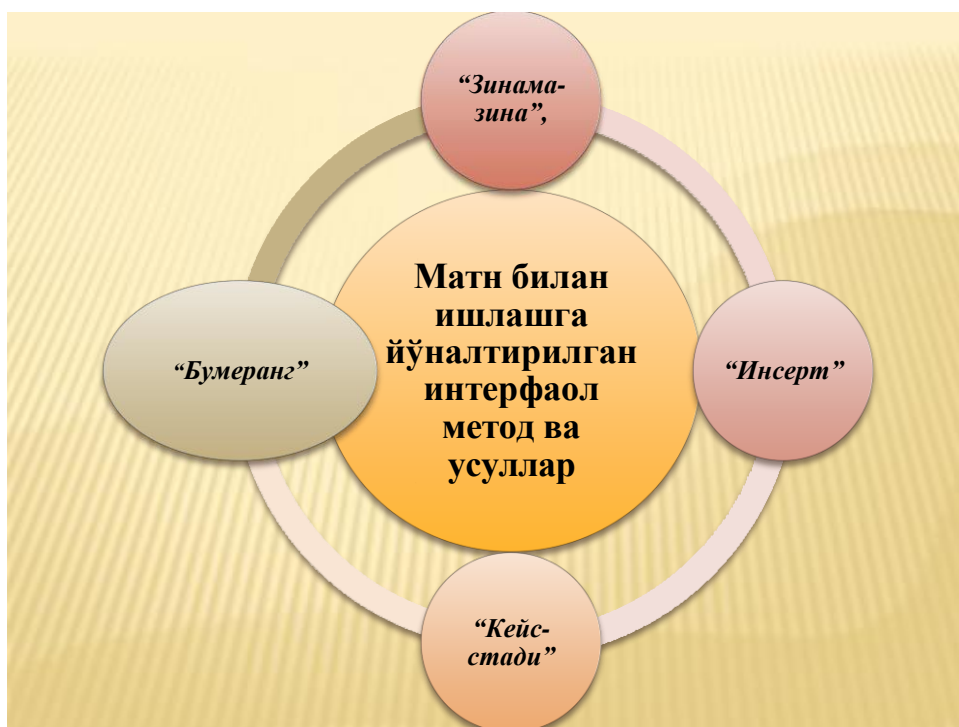 “Зинама-
зина”,
Матн билан
ишлашга
йўналтирилган
интерфаол
метод ва
усуллар
“Бумеранг”
“Инсерт”
“Кейс-
стади”